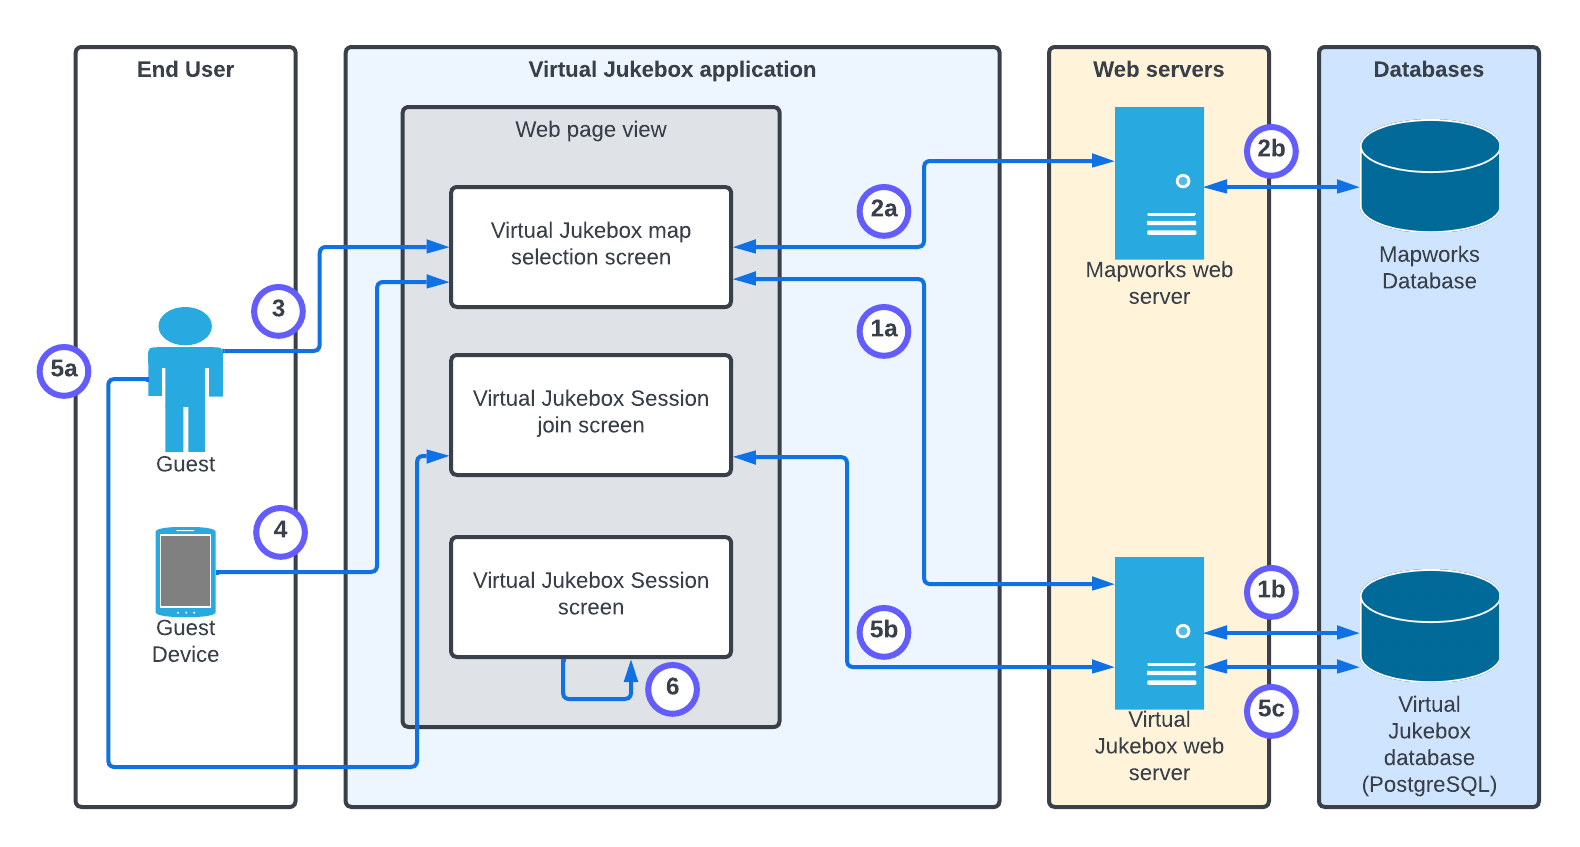 End User
Virtual Jukebox application
Web servers
Databases
Web page view
Virtual Jukebox map
selection screen
Virtual Jukebox Session
join screen
Virtual Jukebox Session
screen
3
5a
Guest
4
Guest
Device
6
2a
1a
5b
Mapworks web
server
Virtual
Jukebox web
server
2b
1b
5c
Mapworks
Database
Virtual
Jukebox
database
(PostgreSQL)